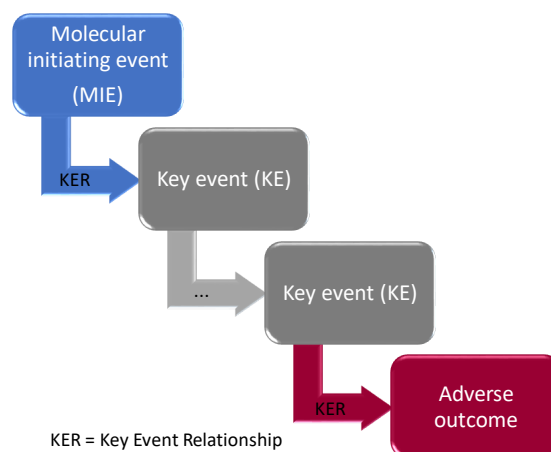 Molecular
initiating event
(MIE)
KER
Key event (KE)
...
Key event (KE)
KER
Adverse
outcome
KER = Key Event Relationship